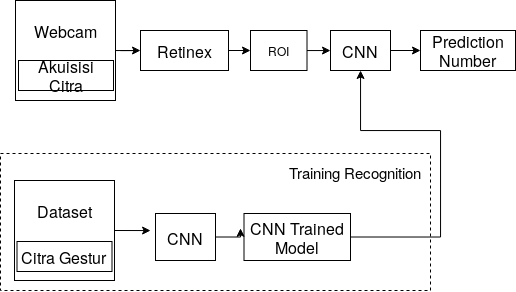 Webcam
Akuisisi
Citra
Retinex
ROI
CNN
Prediction
Number
Training Recognition
Dataset
Citra Gestur
CNN
CNN Trained
Model